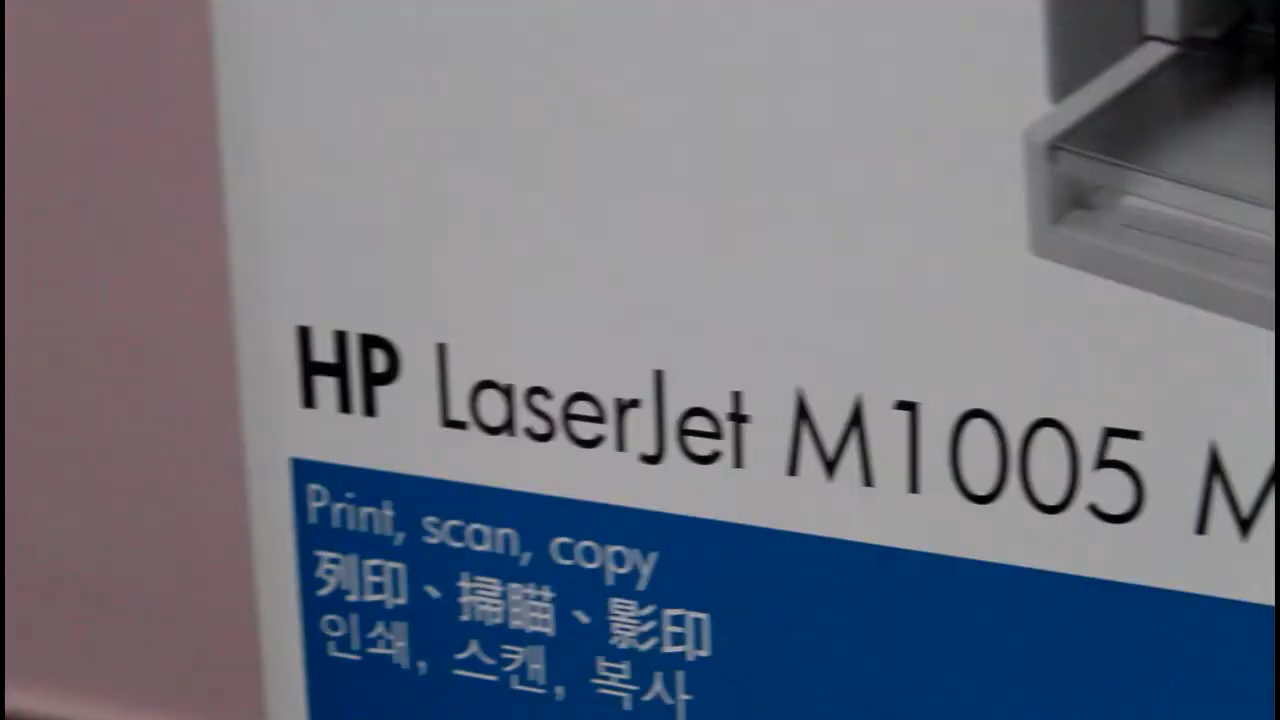 HP LaserJet M1005 M
Print, scan, copy
列印、掃瞄、影印
인쇄, 스캔, 복사